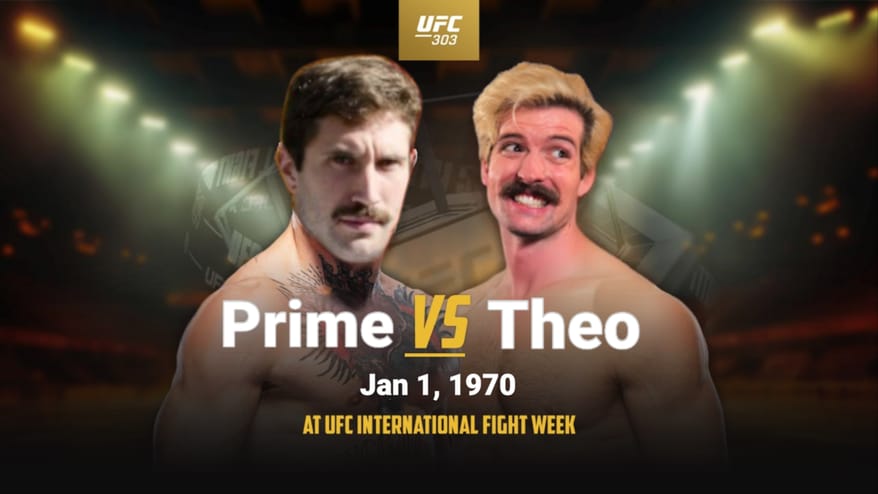 UFC
303
Prime VS Theo
Jan 1, 1970
AT UFC INTERNATIONAL FIGHT WEEK